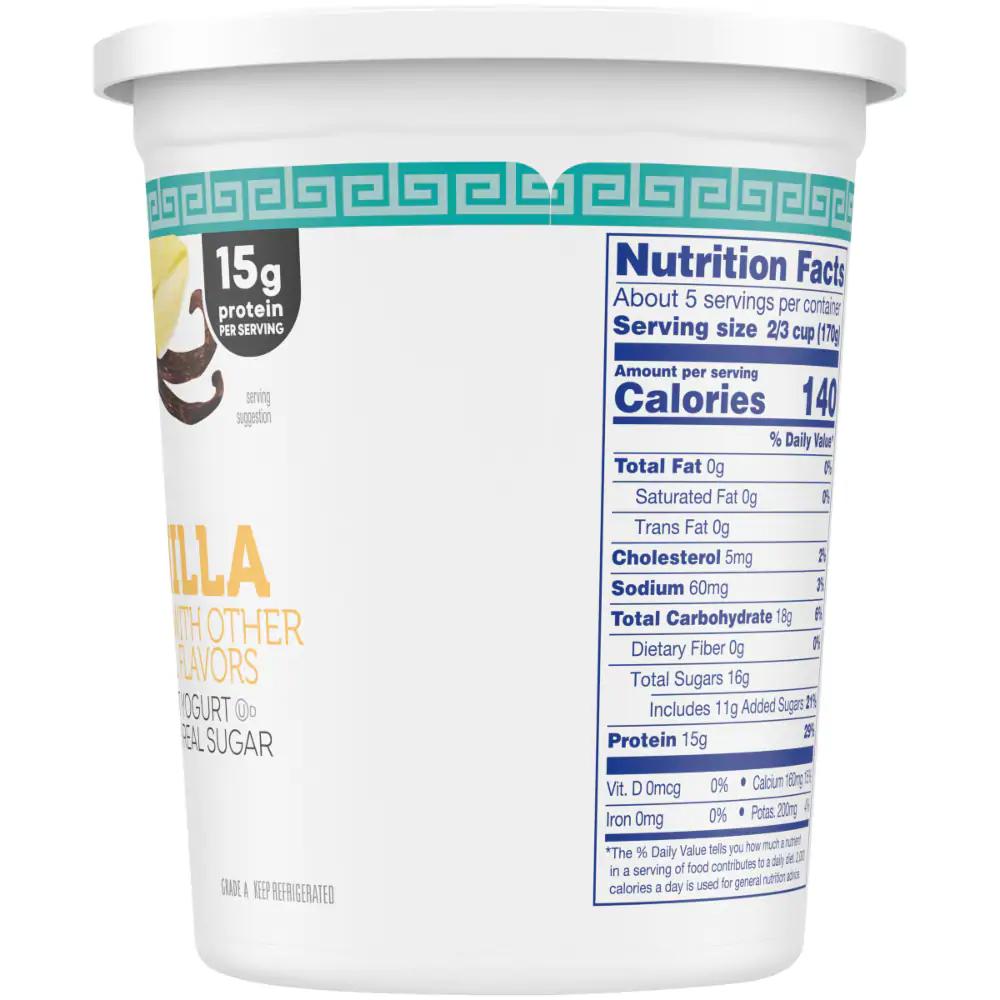 15g
protein
PER SERVING
serving
suggestion
ILLA
WITH OTHER
FLAVORS
YOGURT UD
REAL SUGAR
GRADE A KEEP REFRIGERATED
Nutrition Facts
About 5 servings per container
Serving size 2/3 cup (170g)
Amount per serving
Calories 140
% Daily Value*
Total Fat 0g 0%
Saturated Fat 0g 0%
Trans Fat 0g
Cholesterol 5mg 2%
Sodium 60mg 3%
Total Carbohydrate 18g 6%
Dietary Fiber 0g 0%
Total Sugars 16g
Includes 11g Added Sugars 21%
Protein 15g 29%
Vit. D 0mcg 0% • Calcium 160mg 15%
Iron 0mg 0% • Potas. 200mg 4%
*The % Daily Value tells you how much a nutrient
in a serving of food contributes to a daily diet. 2,000
calories a day is used for general nutrition advice.